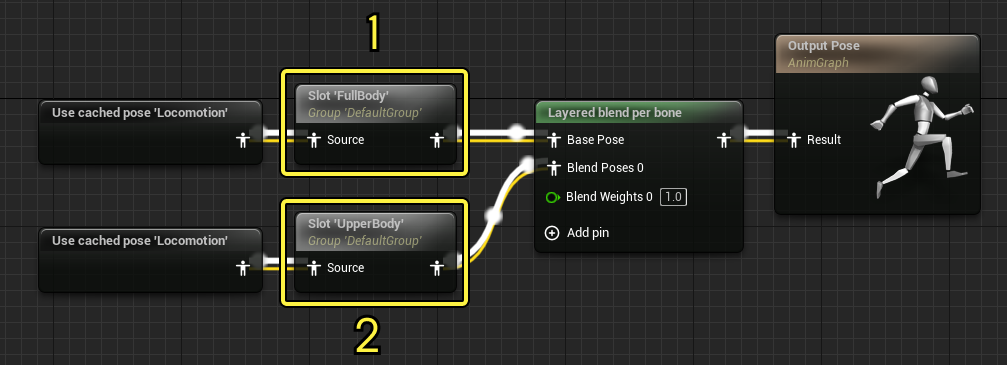 1
Output Pose
AnimGraph
Slot 'FullBody'
Group 'DefaultGroup'
Use cached pose 'Locomotion'
Layered blend per bone
Source
Base Pose
Result
Blend Poses 0
Blend Weights 0 1.0
Slot 'UpperBody'
Group 'DefaultGroup'
Use cached pose 'Locomotion'
Add pin
Source
2